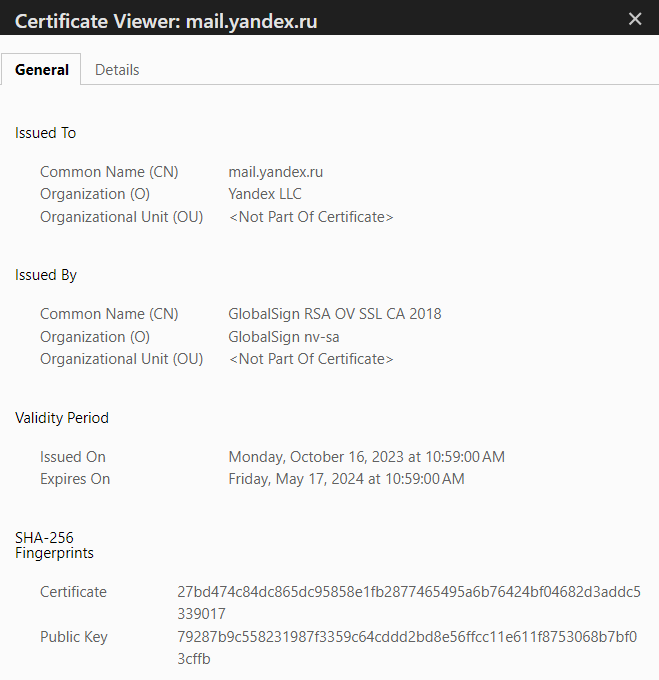 Certificate Viewer: mail.yandex.ru
General Details
Issued To
Common Name (CN) mail.yandex.ru
Organization (O) Yandex LLC
Organizational Unit (OU) <Not Part Of Certificate>
Issued By
Common Name (CN) GlobalSign RSA OV SSL CA 2018
Organization (O) GlobalSign nv-sa
Organizational Unit (OU) <Not Part Of Certificate>
Validity Period
Issued On Monday, October 16, 2023 at 10:59:00 AM
Expires On Friday, May 17, 2024 at 10:59:00 AM
SHA-256
Fingerprints
Certificate 27bd474c84dc865dc95858e1fb2877465495a6b76424bf04682d3addc5
339017
Public Key 79287b9c558231987f3359c64cddd2bd8e56ffcc11e611f8753068b7bf0
3cffb